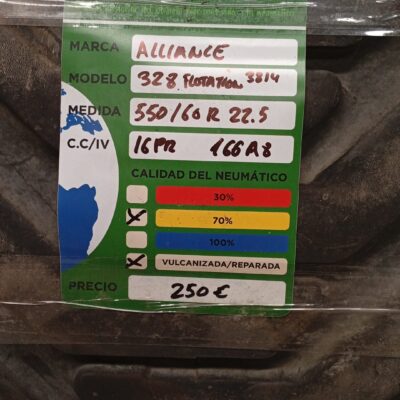 MARCA ALLIANCE
MODELO 328 FLOTATION 3814
MEDIDA 550/60 R 22.5
C.C/IV 16PR 166A8
CALIDAD DEL NEUMÁTICO
30%
X 70%
100%
X VULCANIZADA/REPARADA
PRECIO 250 €